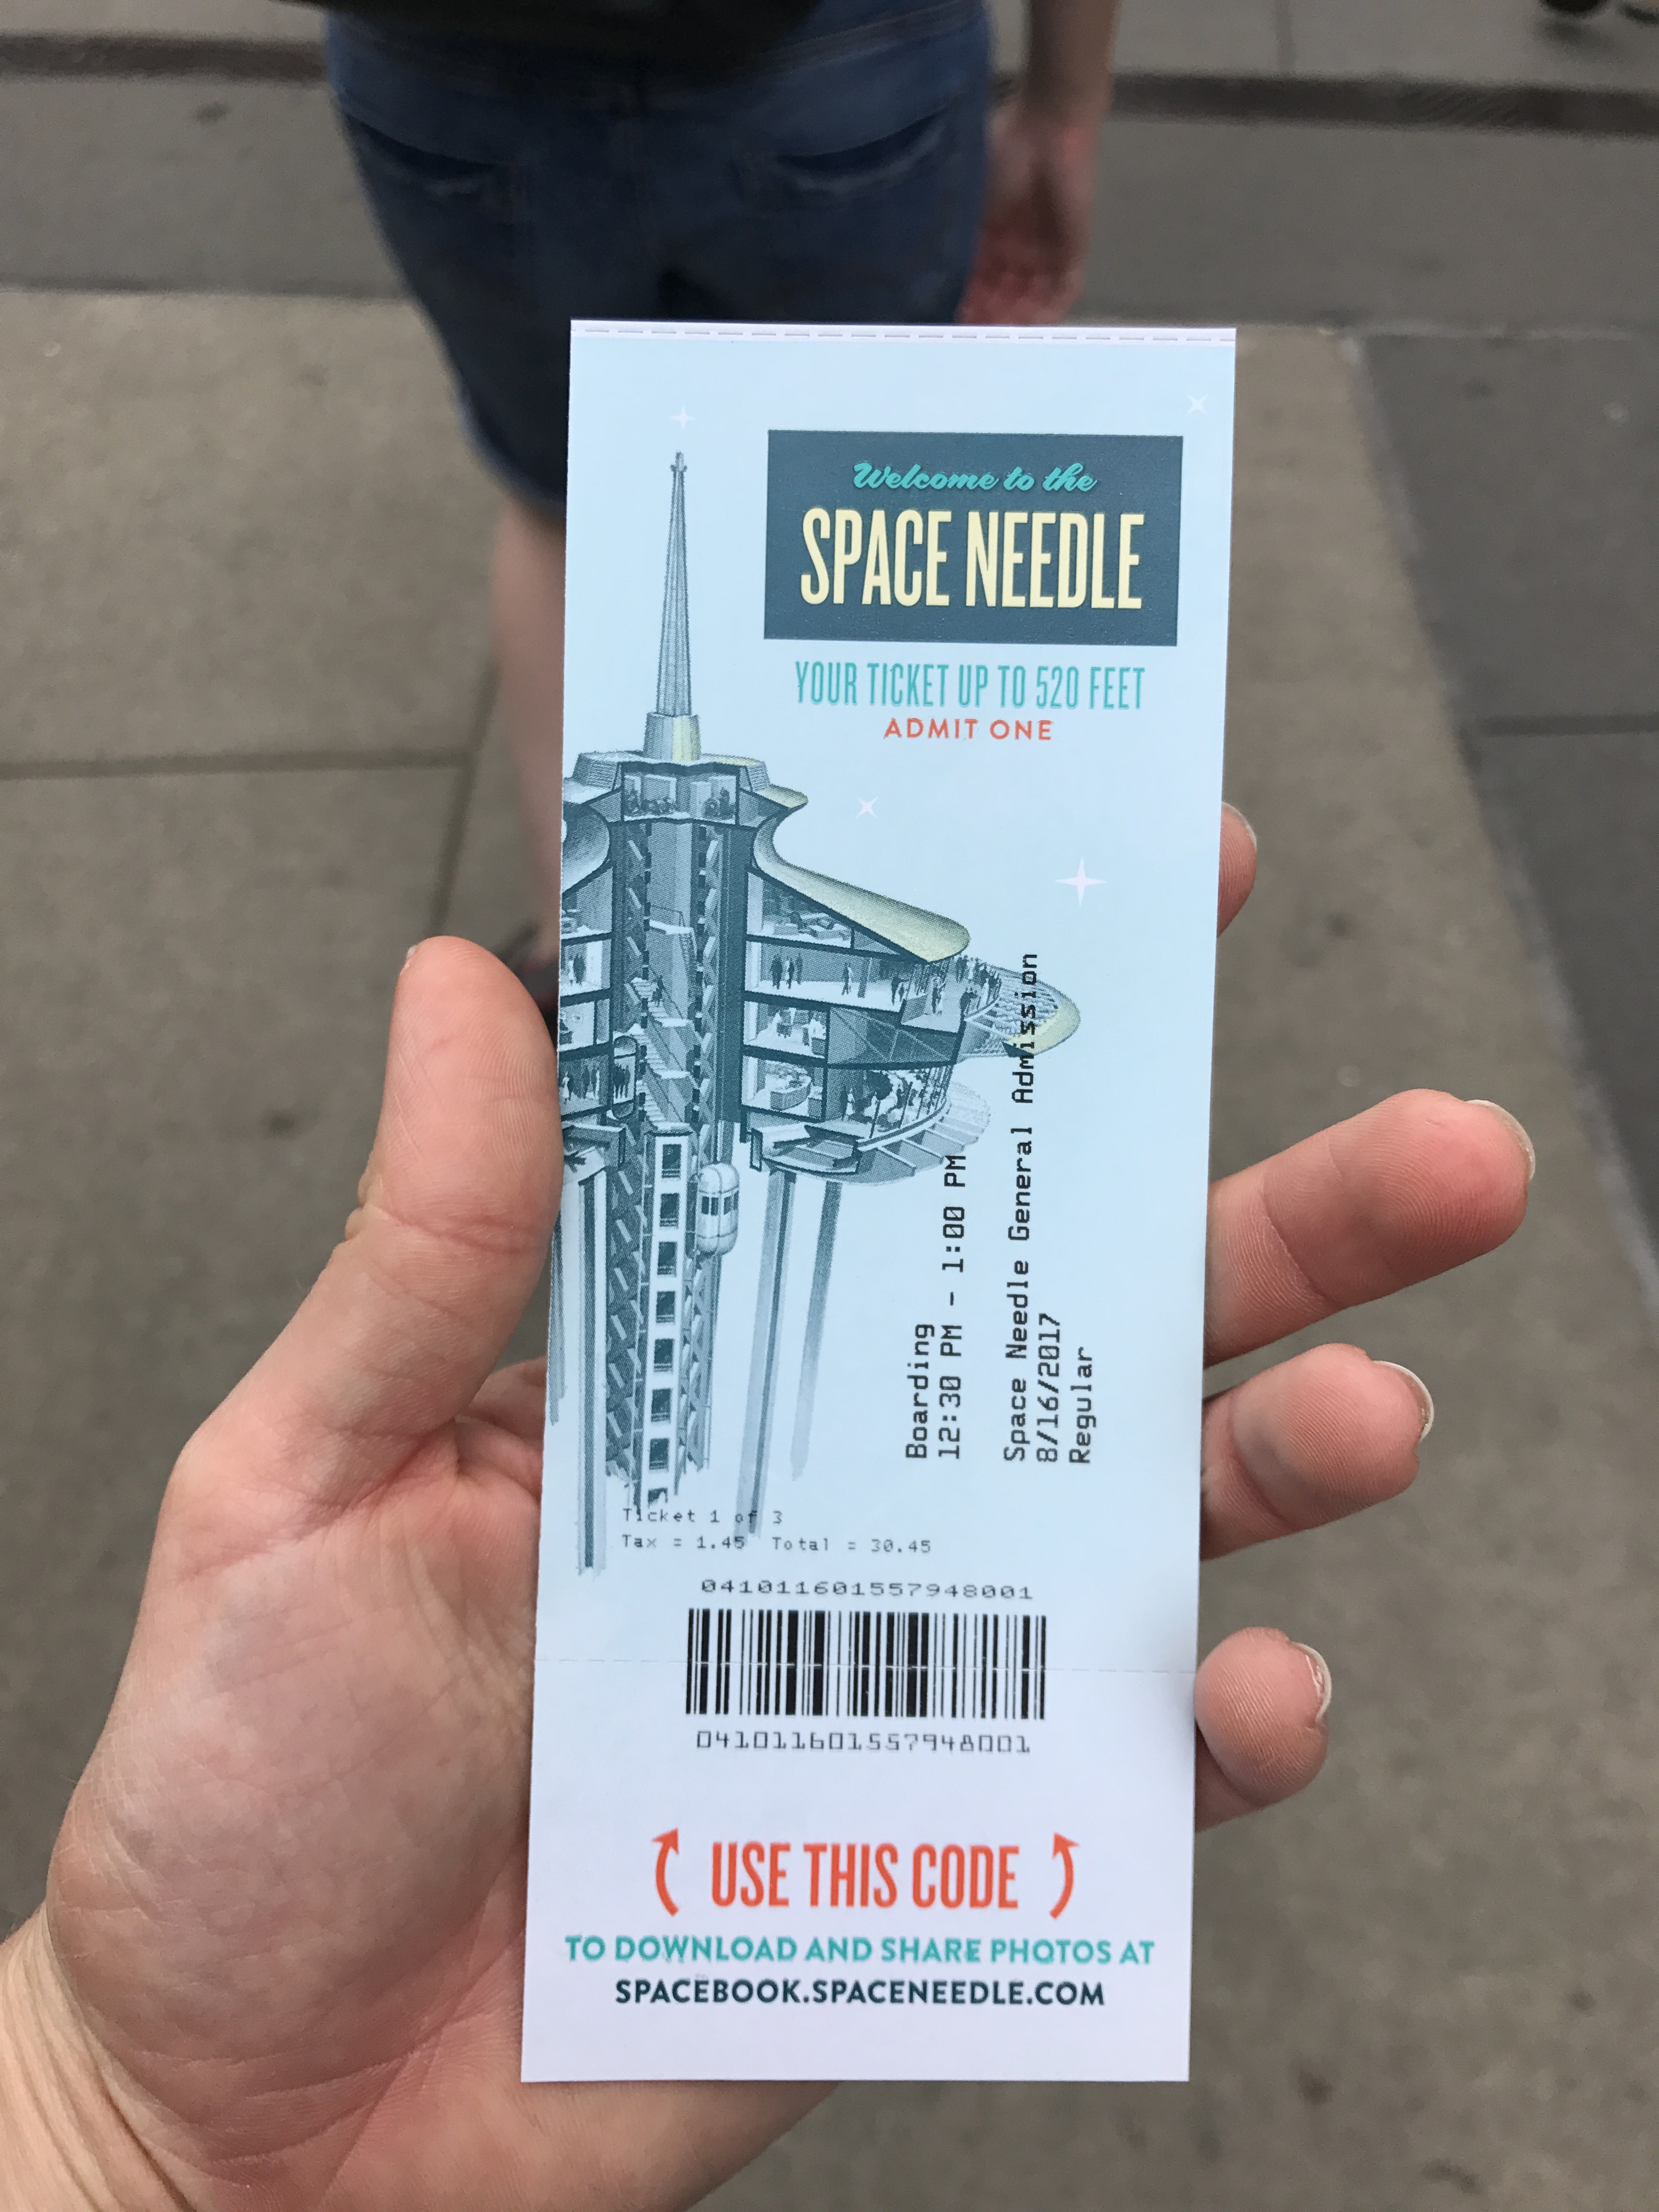 Welcome to the
SPACE NEEDLE
YOUR TICKET UP TO 520 FEET
ADMIT ONE
Boarding
12:30 PM - 1:00 PM
Space Needle General Admission
8/16/2017
Regular
Ticket 1 of 3
Tax = 1.45 Total = 30.45
041011601557948001
041011601557948001
USE THIS CODE
TO DOWNLOAD AND SHARE PHOTOS AT
SPACEBOOK.SPACENEEDLE.COM